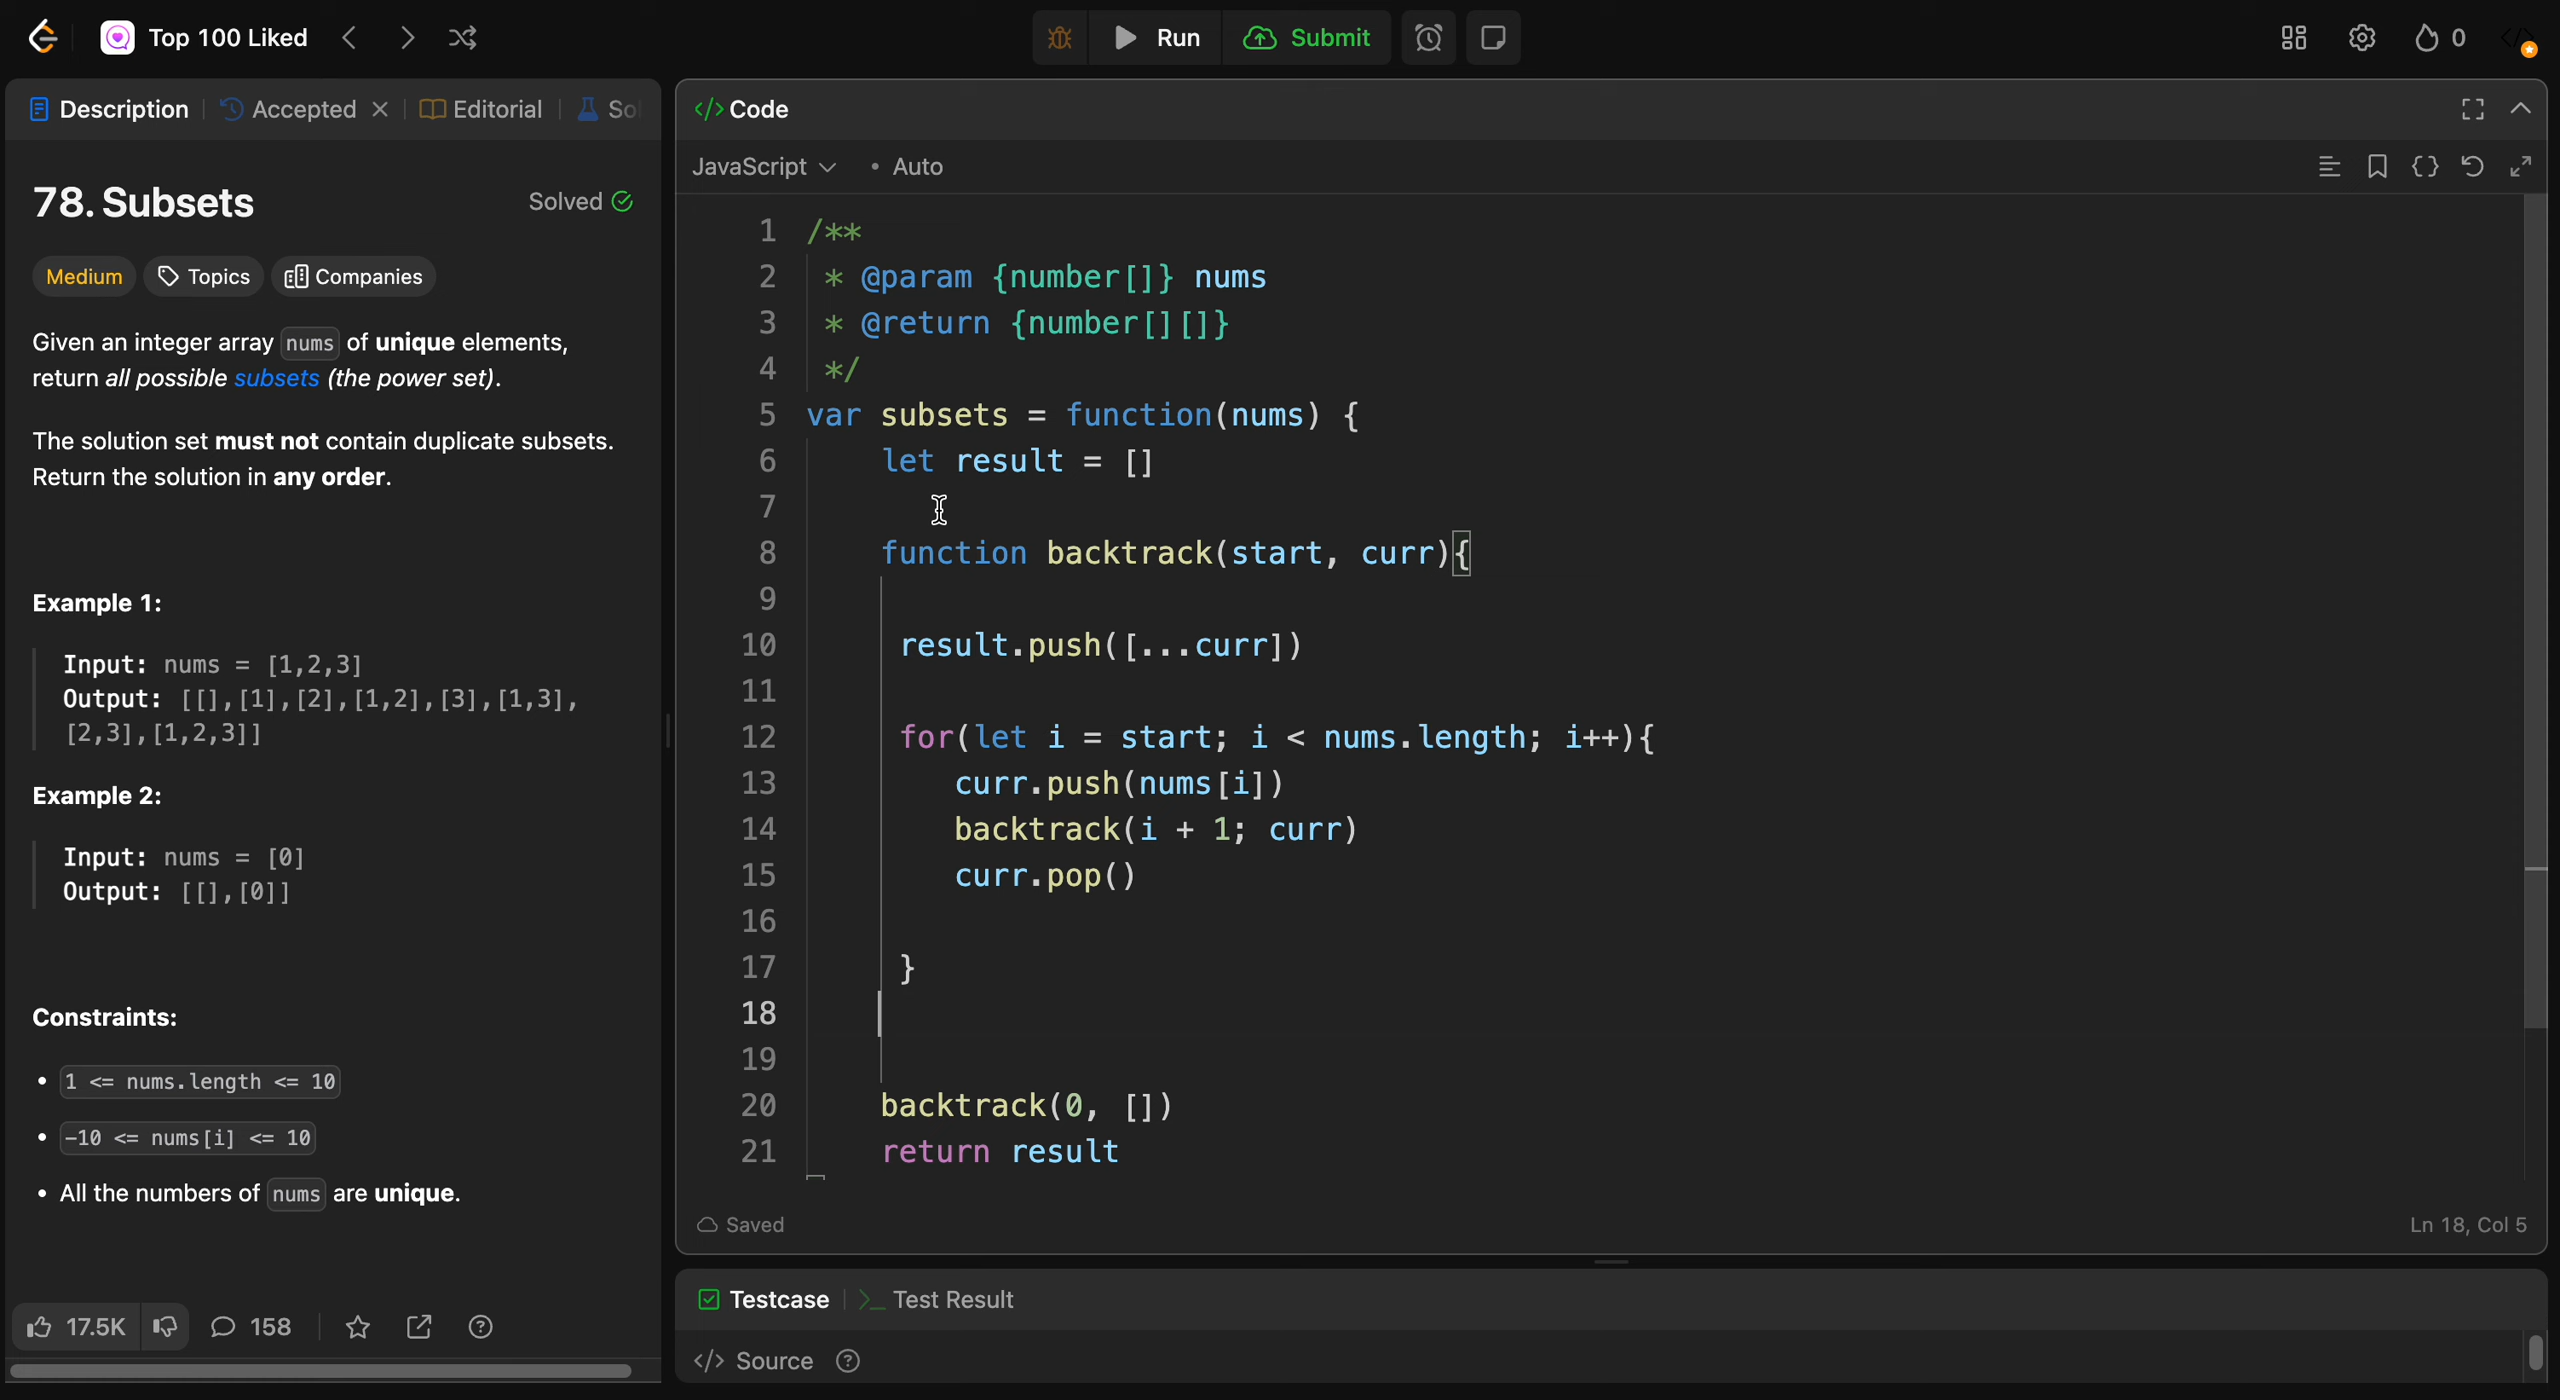 Top 100 Liked
Run
Submit
0
Description
Accepted
Editorial
Sol
78. Subsets
Solved
Medium
Topics
Companies
Given an integer array nums of unique elements,
return all possible subsets (the power set).
The solution set must not contain duplicate subsets.
Return the solution in any order.
Example 1:
Input: nums = [1,2,3]
Output: [[],[1],[2],[1,2],[3],[1,3],
[2,3],[1,2,3]]
Example 2:
Input: nums = [0]
Output: [[],[0]]
Constraints:
• 1 <= nums.length <= 10
• -10 <= nums[i] <= 10
• All the numbers of nums are unique.
17.5K
158
</> Code
JavaScript
• Auto
1 /**
2  * @param {number[]} nums
3  * @return {number[][]}
4  */
5 var subsets = function(nums) {
6     let result = []
7
8     function backtrack(start, curr){
9
10      result.push([...curr])
11
12      for(let i = start; i < nums.length; i++){
13         curr.push(nums[i])
14         backtrack(i + 1; curr)
15         curr.pop()
16
17      }
18
19
20     backtrack(0, [])
21     return result
Saved
Ln 18, Col 5
Testcase
>_ Test Result
</> Source